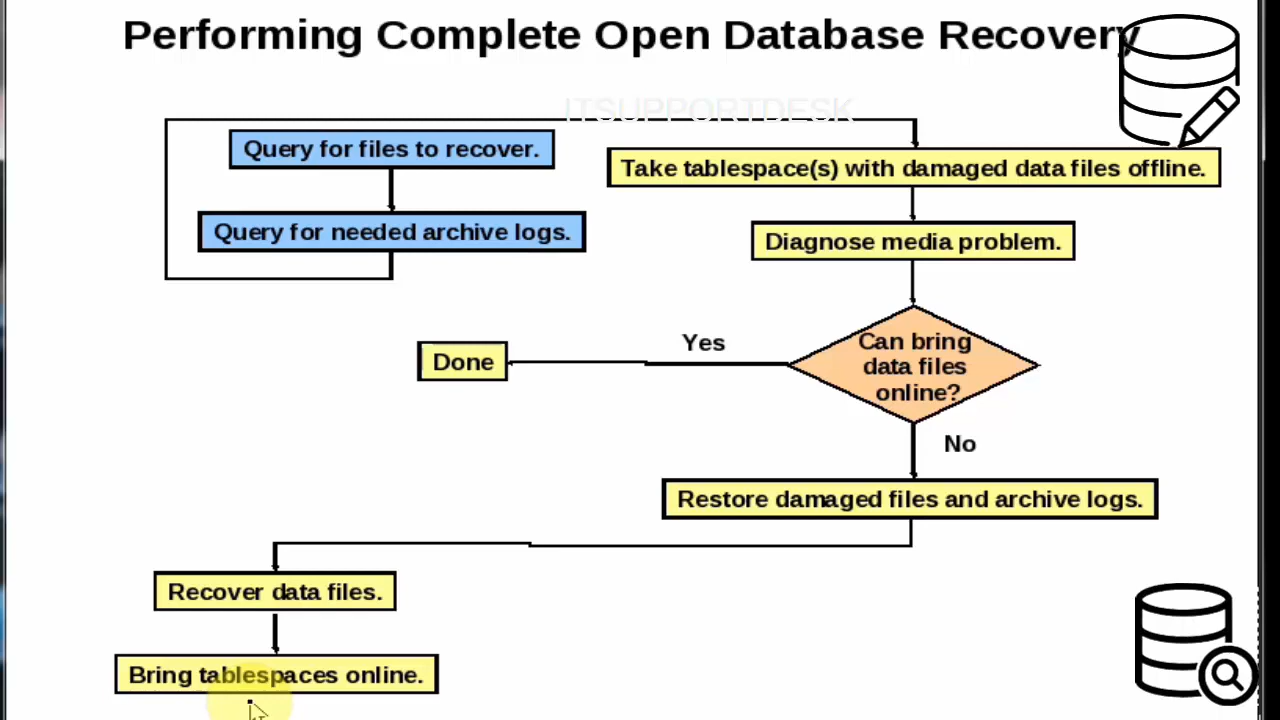 Performing Complete Open Database Recovery
ITSUPPORTDESK
Query for files to recover.
Query for needed archive logs.
Take tablespace(s) with damaged data files offline.
Diagnose media problem.
Can bring
data files
online?
Yes
Done
No
Restore damaged files and archive logs.
Recover data files.
Bring tablespaces online.